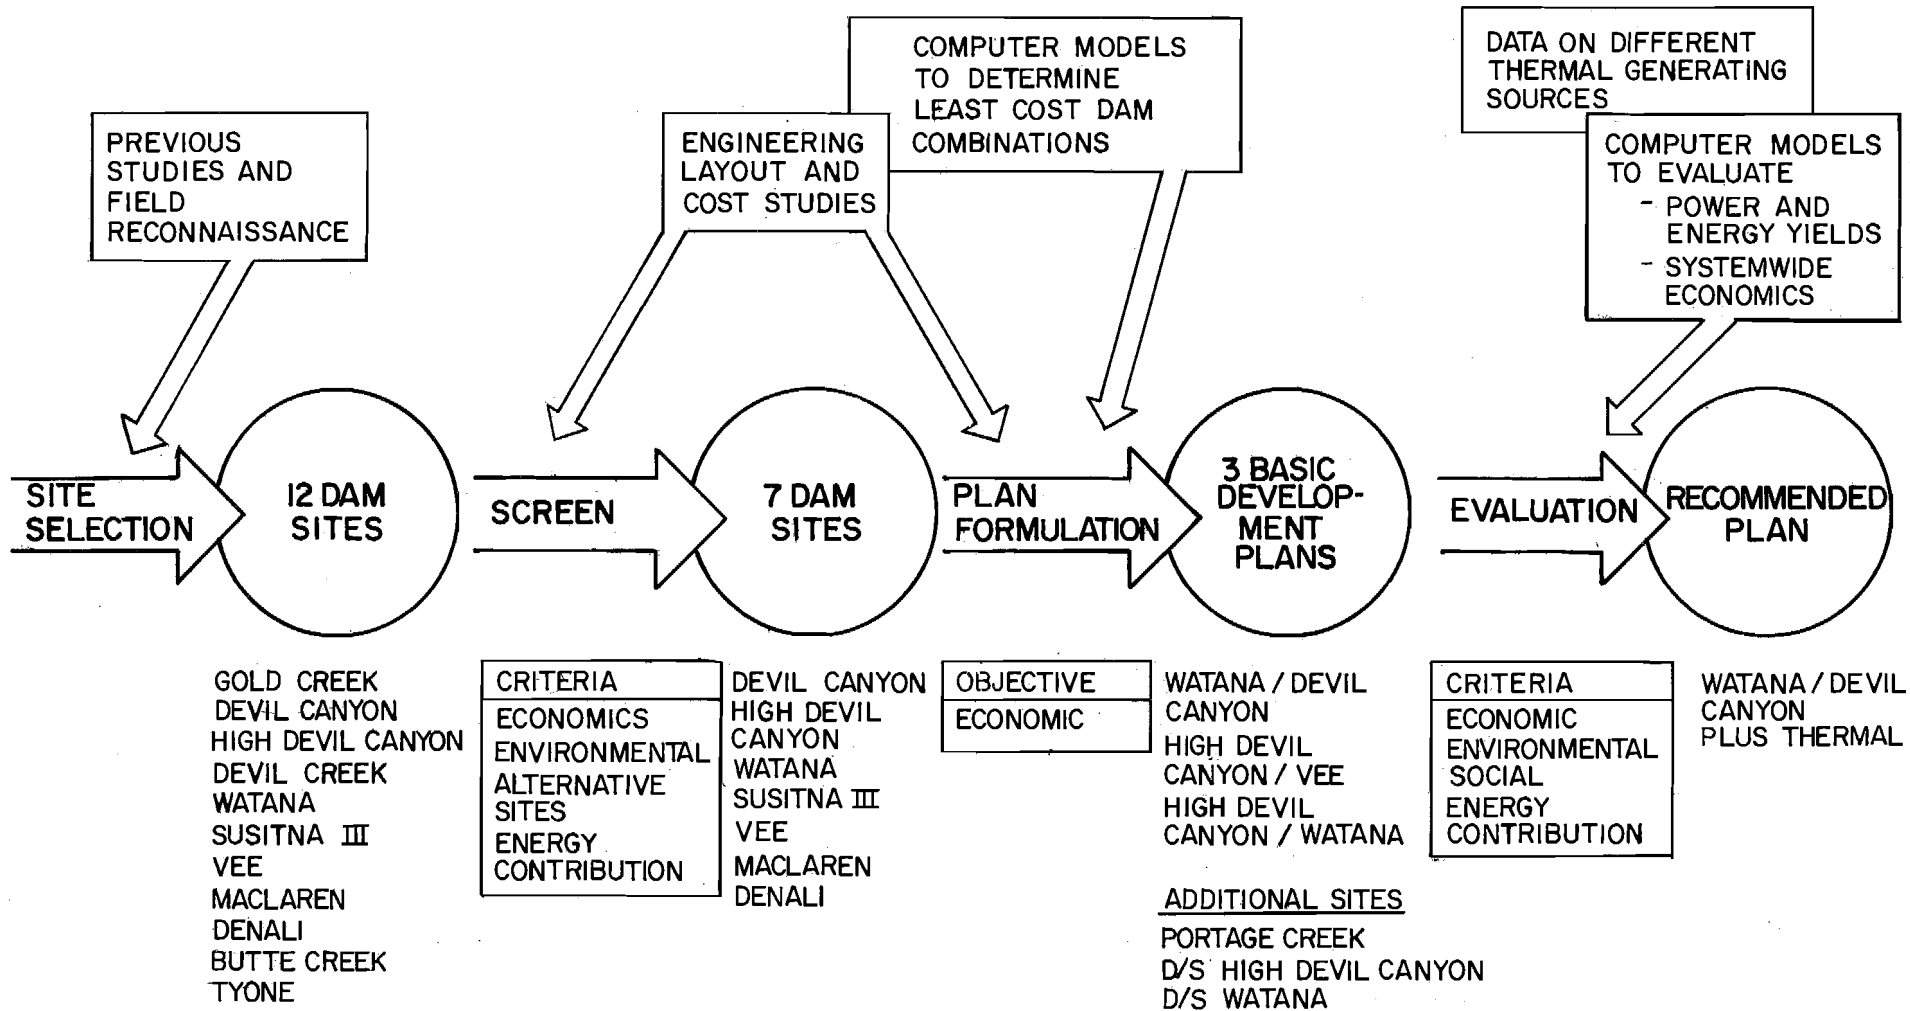 PREVIOUS
STUDIES AND
FIELD
RECONNAISSANCE
ENGINEERING
LAYOUT AND
COST STUDIES
COMPUTER MODELS
TO DETERMINE
LEAST COST DAM
COMBINATIONS
DATA ON DIFFERENT
THERMAL GENERATING
SOURCES
COMPUTER MODELS
TO EVALUATE
- POWER AND
ENERGY YIELDS
- SYSTEMWIDE
ECONOMICS
SITE
SELECTION
12 DAM
SITES
SCREEN
7 DAM
SITES
PLAN
FORMULATION
3 BASIC
DEVELOP-
MENT
PLANS
EVALUATION
RECOMMENDED
PLAN
GOLD CREEK
DEVIL CANYON
HIGH DEVIL CANYON
DEVIL CREEK
WATANA
SUSITNA III
VEE
MACLAREN
DENALI
BUTTE CREEK
TYONE
CRITERIA
ECONOMICS
ENVIRONMENTAL
ALTERNATIVE
SITES
ENERGY
CONTRIBUTION
DEVIL CANYON
HIGH DEVIL
CANYON
WATANA
SUSITNA III
VEE
MACLAREN
DENALI
OBJECTIVE
ECONOMIC
WATANA / DEVIL
CANYON
HIGH DEVIL
CANYON / VEE
HIGH DEVIL
CANYON / WATANA
ADDITIONAL SITES
PORTAGE CREEK
D/S HIGH DEVIL CANYON
D/S WATANA
CRITERIA
ECONOMIC
ENVIRONMENTAL
SOCIAL
ENERGY
CONTRIBUTION
WATANA / DEVIL
CANYON
PLUS THERMAL